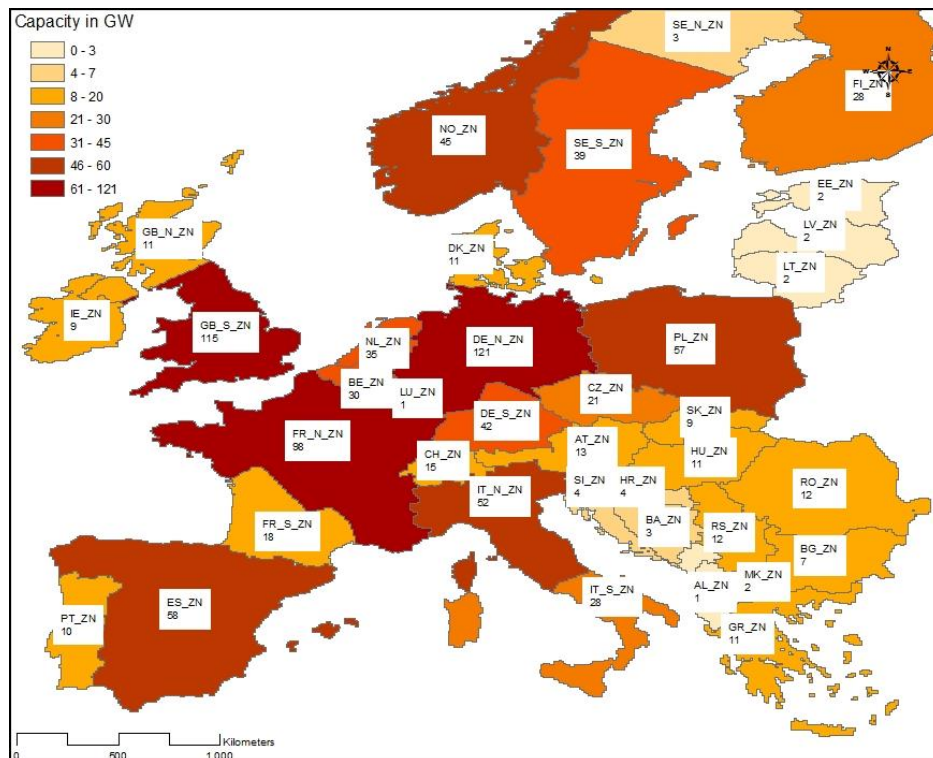 Capacity in GW
0 - 3
4 - 7
8 - 20
21 - 30
31 - 45
46 - 60
61 - 121
SE_N_ZN
3
N
W
E
S
FI_ZN
28
NO_ZN
45
SE_S_ZN
39
EE_ZN
2
LV_ZN
2
LT_ZN
2
GB_N_ZN
11
DK_ZN
11
IE_ZN
9
GB_S_ZN
115
NL_ZN
35
DE_N_ZN
121
PL_ZN
57
BE_ZN
30
LU_ZN
1
CZ_ZN
21
DE_S_ZN
42
SK_ZN
9
FR_N_ZN
98
CH_ZN
15
AT_ZN
13
HU_ZN
11
IT_N_ZN
52
SI_ZN
4
HR_ZN
4
RO_ZN
12
FR_S_ZN
18
BA_ZN
3
RS_ZN
12
BG_ZN
7
AL_ZN
1
MK_ZN
2
IT_S_ZN
28
PT_ZN
10
ES_ZN
58
GR_ZN
11
Kilometers
0 500 1 000